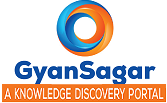 GyanSagar
A KNOWLEDGE DISCOVERY PORTAL